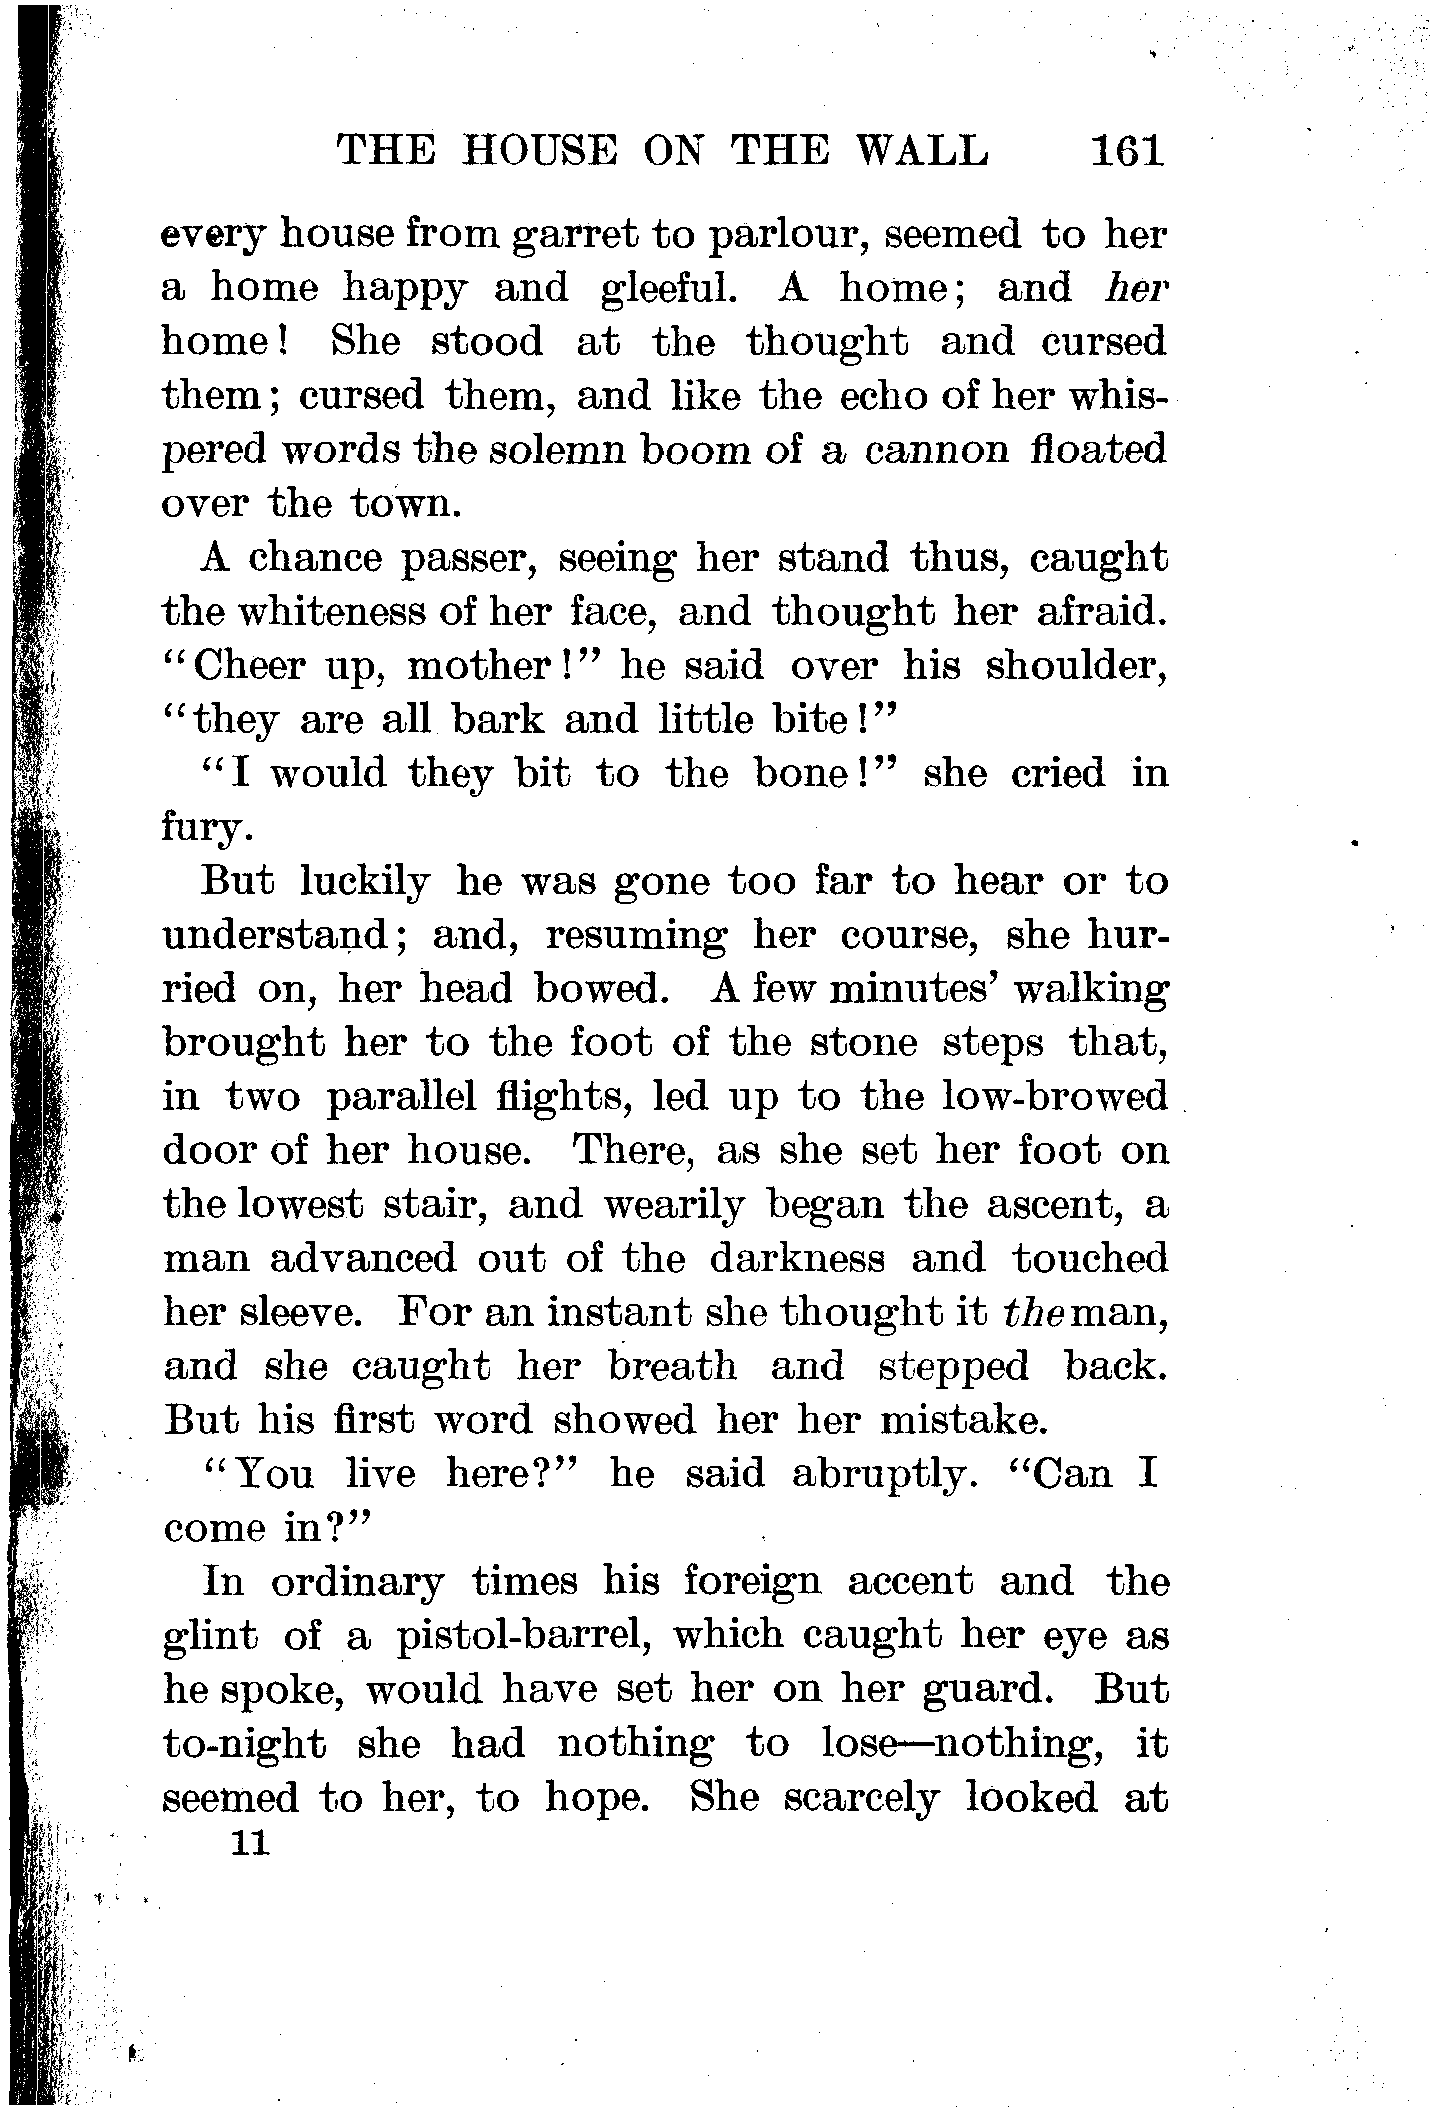 THE HOUSE ON THE WALL 161
every house from garret to parlour, seemed to her
a home happy and gleeful. A home; and her
home! She stood at the thought and cursed
them; cursed them, and like the echo of her whis-
pered words the solemn boom of a cannon floated
over the town.
A chance passer, seeing her stand thus, caught
the whiteness of her face, and thought her afraid.
"Cheer up, mother!" he said over his shoulder,
"they are all bark and little bite!"
"I would they bit to the bone!" she cried in
fury.
But luckily he was gone too far to hear or to
understand; and, resuming her course, she hur-
ried on, her head bowed. A few minutes' walking
brought her to the foot of the stone steps that,
in two parallel flights, led up to the low-browed
door of her house. There, as she set her foot on
the lowest stair, and wearily began the ascent, a
man advanced out of the darkness and touched
her sleeve. For an instant she thought it the man,
and she caught her breath and stepped back.
But his first word showed her her mistake.
"You live here?" he said abruptly. "Can I
come in?"
In ordinary times his foreign accent and the
glint of a pistol-barrel, which caught her eye as
he spoke, would have set her on her guard. But
to-night she had nothing to lose—nothing, it
seemed to her, to hope. She scarcely looked at
11